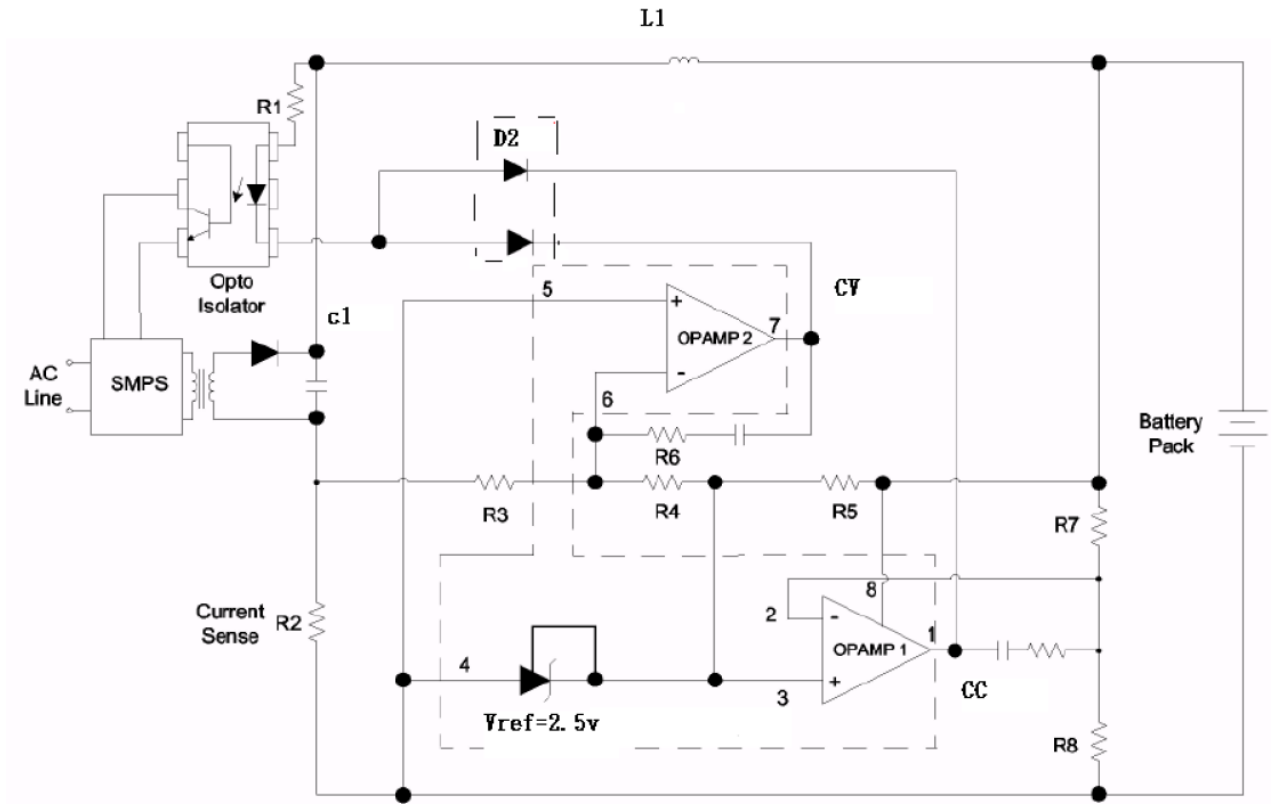 L1
R1
D2
Opto
Isolator
c1
5
CV
+
OPAMP 2
7
-
6
AC
Line
SMPS
R6
Battery
Pack
R3
R4
R5
R7
Current
Sense
R2
8
2
-
OPAMP 1
1
4
+
3
CC
Vref=2.5v
R8